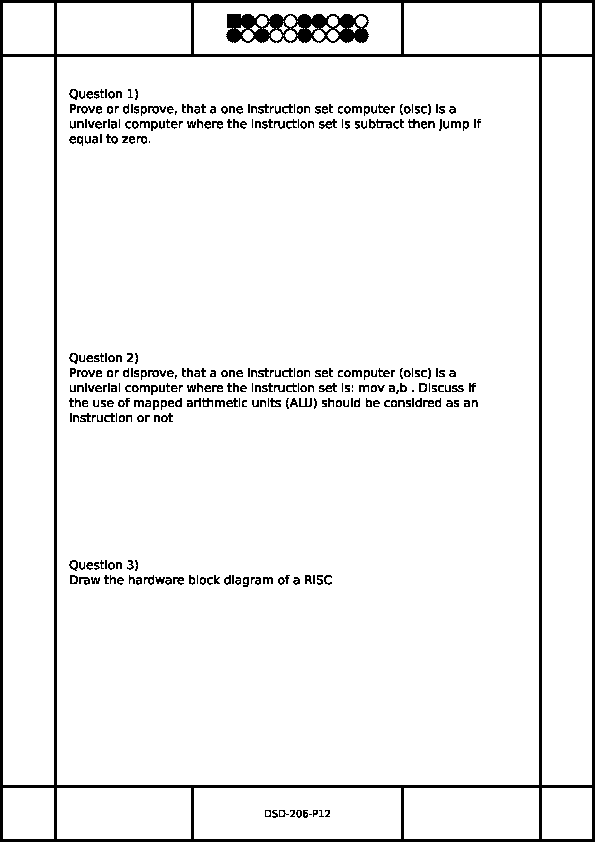 Question 1)
Prove or disprove, that a one instruction set computer (oisc) is a
univerial computer where the instruction set is subtract then jump if
equal to zero.
Question 2)
Prove or disprove, that a one instruction set computer (oisc) is a
univerial computer where the instruction set is: mov a,b . Discuss if
the use of mapped arithmetic units (ALU) should be considred as an
instruction or not
Question 3)
Draw the hardware block diagram of a RISC
DSD-206-P12